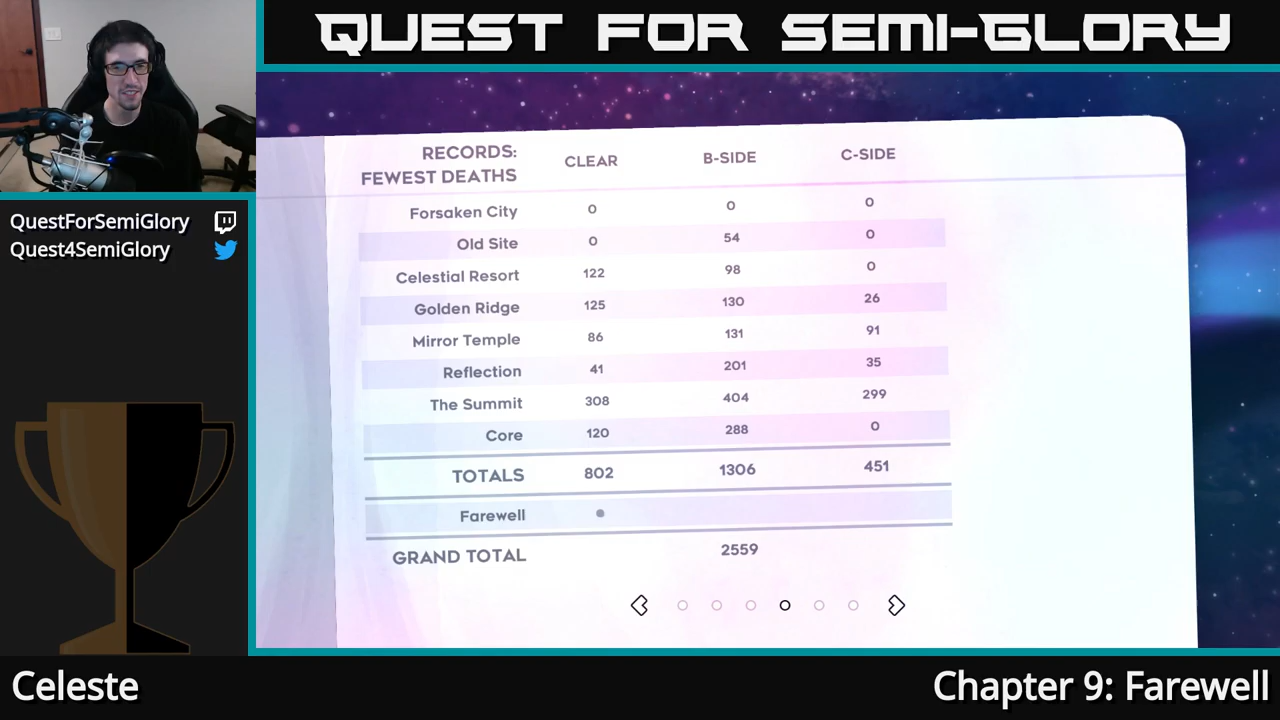 QUEST FOR SEMI-GLORY
QuestForSemiGlory
Quest4SemiGlory
RECORDS:
FEWEST DEATHS CLEAR B-SIDE C-SIDE
Forsaken City 0 0 0
Old Site 0 54 0
Celestial Resort 122 98 0
Golden Ridge 125 130 26
Mirror Temple 86 131 91
Reflection 41 201 35
The Summit 308 404 299
Core 120 288 0
TOTALS 802 1306 451
Farewell
GRAND TOTAL 2559
Celeste
Chapter 9: Farewell